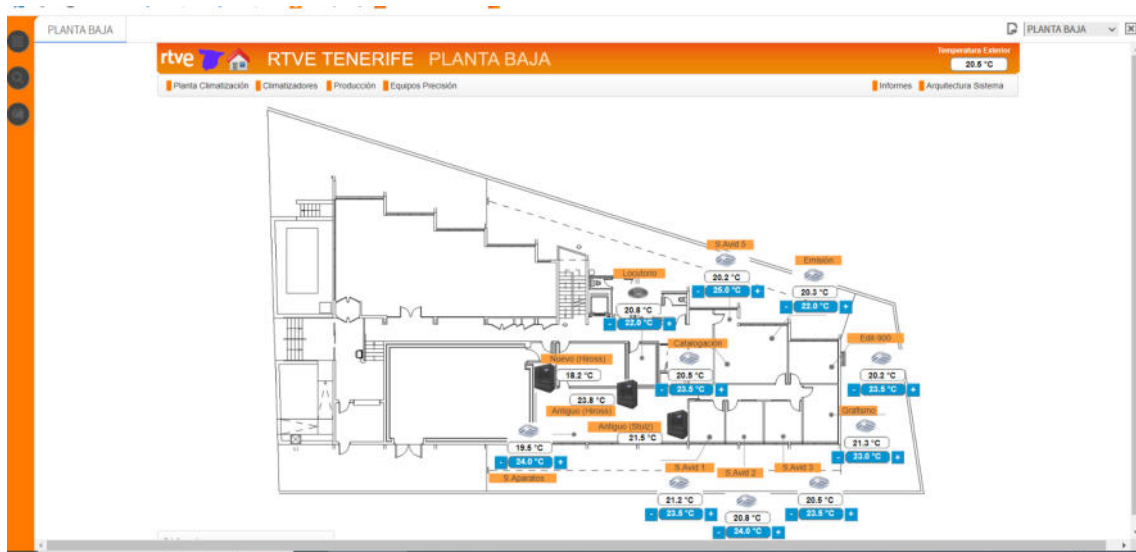 PLANTA BAJA
PLANTA BAJA
rtve RTVE TENERIFE PLANTA BAJA
Temperatura Exterior
20.5 °C
Planta Climatización Climatizadores Producción Equipos Precisión Informes Arquitectura Sistema
S.Avid 5
20.2 °C
- 25.0 °C +
Emisión
20.3 °C
- 22.0 °C +
Locutorio
20.8 °C
- 22.0 °C +
Catalogación
20.5 °C
- 23.5 °C +
Edit-900
20.2 °C
- 23.5 °C +
Nuevo (Hiross)
18.2 °C
23.8 °C
Antiguo (Hiross)
Antiguo (Stulz)
21.5 °C
Grafismo
21.3 °C
- 23.0 °C +
19.5 °C
- 24.0 °C +
S.Aparatos
S.Avid 1
21.2 °C
- 23.5 °C +
S.Avid 2
20.8 °C
- 24.0 °C +
S.Avid 3
20.5 °C
- 23.5 °C +